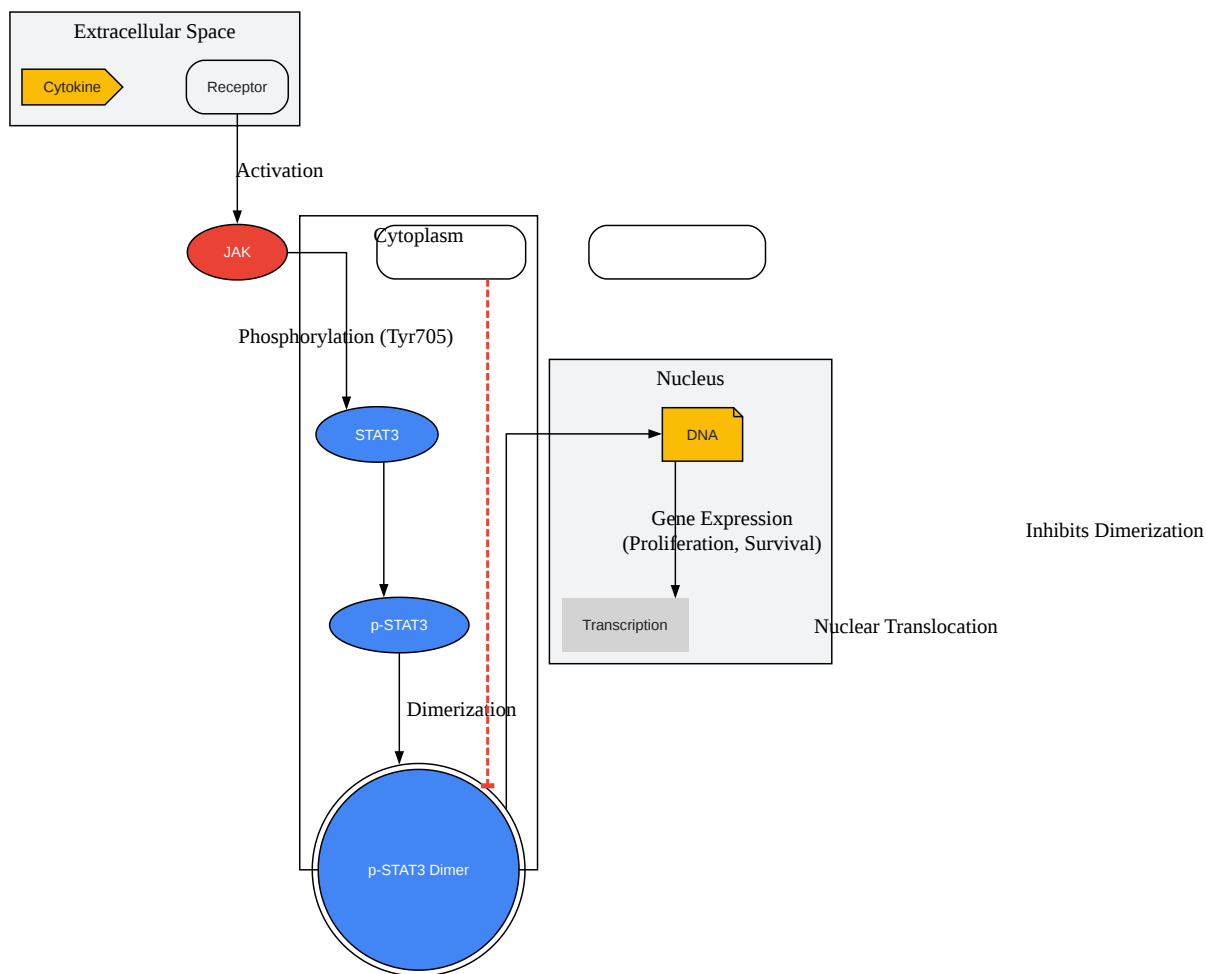 Extracellular Space
Cytokine
Receptor
Activation
Cytoplasm
JAK
Phosphorylation (Tyr705)
Nucleus
STAT3
DNA
Gene Expression
(Proliferation, Survival)
Inhibits Dimerization
p-STAT3
Transcription
Nuclear Translocation
Dimerization
p-STAT3 Dimer